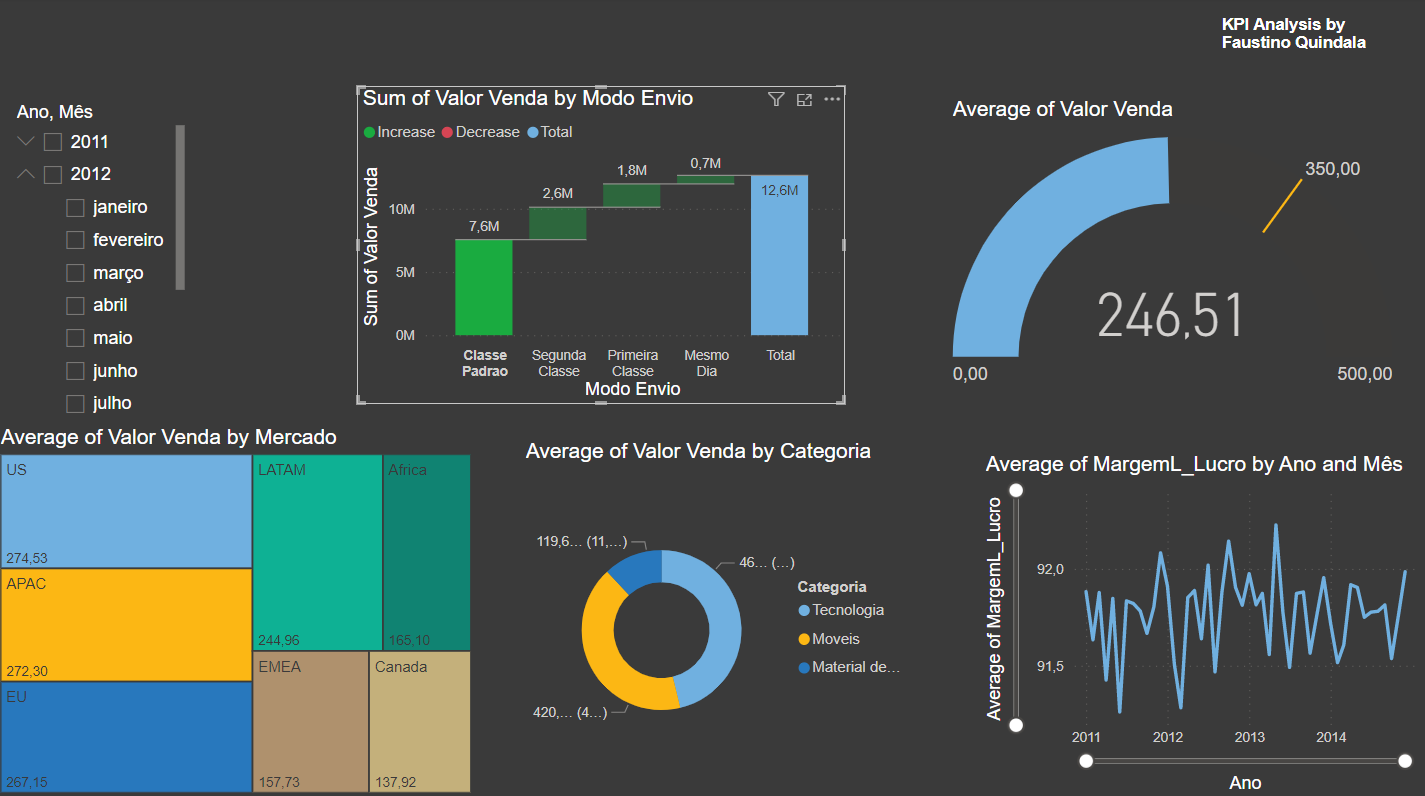 KPI Analysis by
Faustino Quindala
Ano, Mês
2011
2012
janeiro
fevereiro
março
abril
maio
junho
julho
Sum of Valor Venda by Modo Envio
Increase Decrease Total
Sum of Valor Venda
10M
5M
0M
7,6M
2,6M
1,8M
0,7M
12,6M
Classe
Padrao
Segunda
Classe
Primeira
Classe
Mesmo
Dia
Total
Modo Envio
Average of Valor Venda
350,00
246,51
0,00
500,00
Average of Valor Venda by Mercado
US
274,53
APAC
272,30
EU
267,15
LATAM
244,96
Africa
165,10
EMEA
157,73
Canada
137,92
Average of Valor Venda by Categoria
119,6... (11,...)
46... (...)
420,... (4...)
Categoria
Tecnologia
Moveis
Material de...
Average of MargemL_Lucro by Ano and Mês
Average of MargemL_Lucro
92,0
91,5
2011 2012 2013 2014
Ano